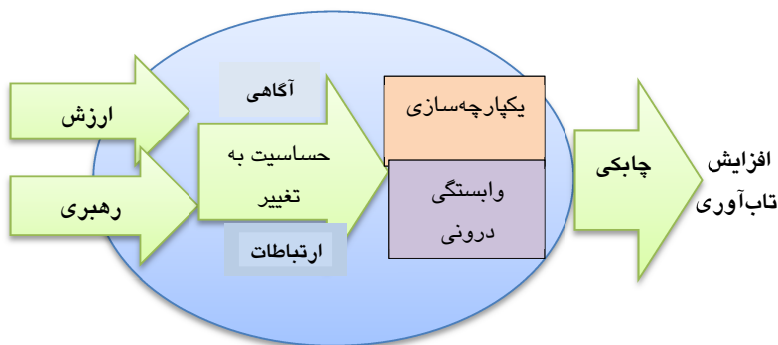 ارزش
رهبری
آگاهی
حساسیت به
تغییر
ارتباطات
یکپارچه‌سازی
وابستگی
درونی
چابکی
افزایش
تاب‌آوری